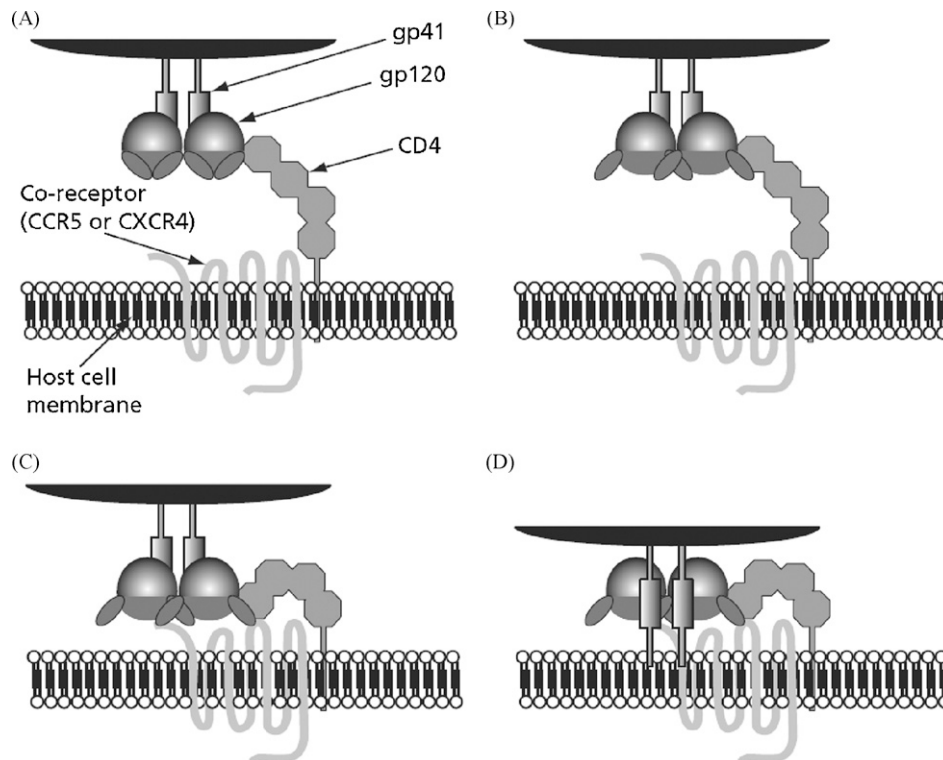 (A)
(B)
gp41
gp120
CD4
Co-receptor
(CCR5 or CXCR4)
Host cell
membrane
(C)
(D)